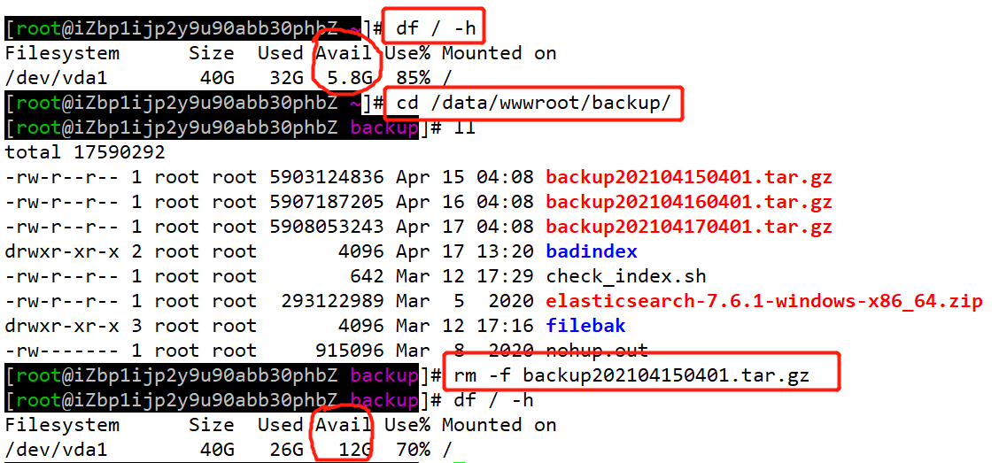 [root@iZbp1ijp2y9u90abb30phbZ ~]# df / -h
Filesystem Size Used Avail Use% Mounted on
/dev/vda1 40G 32G 5.8G 85% /
[root@iZbp1ijp2y9u90abb30phbZ ~]# cd /data/wwwroot/backup/
[root@iZbp1ijp2y9u90abb30phbZ backup]# ll
total 17590292
-rw-r--r-- 1 root root 5903124836 Apr 15 04:08 backup202104150401.tar.gz
-rw-r--r-- 1 root root 5907187205 Apr 16 04:08 backup202104160401.tar.gz
-rw-r--r-- 1 root root 5908053243 Apr 17 04:08 backup202104170401.tar.gz
drwxr-xr-x 2 root root 4096 Apr 17 13:20 badindex
-rw-r--r-- 1 root root 642 Mar 12 17:29 check_index.sh
-rw-r--r-- 1 root root 293122989 Mar 5 2020 elasticsearch-7.6.1-windows-x86_64.zip
drwxr-xr-x 3 root root 4096 Mar 12 17:16 filebak
-rw------- 1 root root 915096 Mar 8 2020 nohup.out
[root@iZbp1ijp2y9u90abb30phbZ backup]# rm -f backup202104150401.tar.gz
[root@iZbp1ijp2y9u90abb30phbZ backup]# df / -h
Filesystem Size Used Avail Use% Mounted on
/dev/vda1 40G 26G 12G 70% /